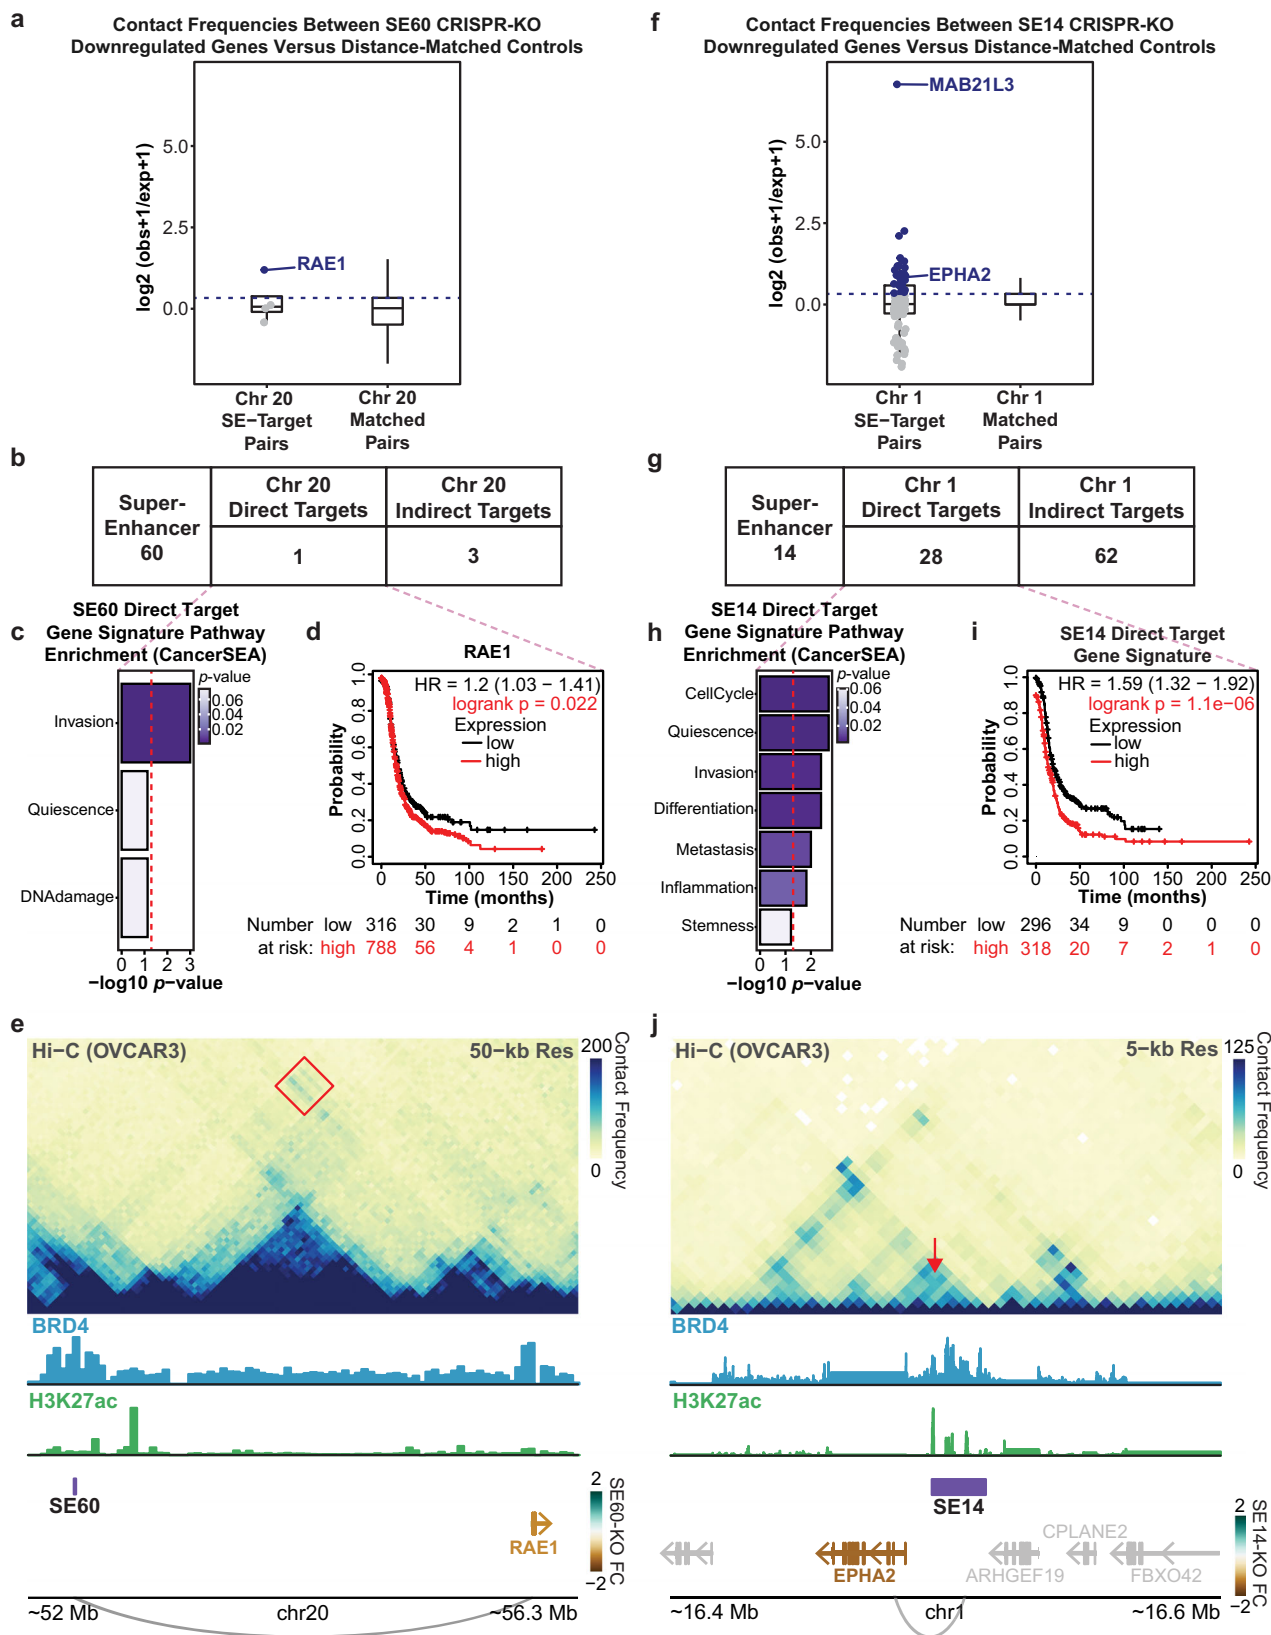 a
Contact Frequencies Between SE60 CRISPR-KO
Downregulated Genes Versus Distance-Matched Controls
log2 (obs+1/exp+1)
5.0
2.5
0.0
RAE1
Chr 20
SE−Target
Pairs
Chr 20
Matched
Pairs
f
Contact Frequencies Between SE14 CRISPR-KO
Downregulated Genes Versus Distance-Matched Controls
log2 (obs+1/exp+1)
5.0
2.5
0.0
MAB21L3
EPHA2
Chr 1
SE−Target
Pairs
Chr 1
Matched
Pairs
b
Super-
Enhancer
60
Chr 20
Direct Targets
Chr 20
Indirect Targets
1
3
g
Super-
Enhancer
14
Chr 1
Direct Targets
Chr 1
Indirect Targets
28
62
c
SE60 Direct Target
Gene Signature Pathway
Enrichment (CancerSEA)
p-value
0.06
0.04
0.02
Invasion
Quiescence
DNAdamage
0 1 2 3
−log10 p−value
d
RAE1
HR = 1.2 (1.03 − 1.41)
logrank p = 0.022
Expression
low
high
Probability
1.0
0.8
0.6
0.4
0.2
0.0
0 50 100 150 200 250
Time (months)
Number low 316 30 9 2 1 0
at risk: high 788 56 4 1 0 0
h
SE14 Direct Target
Gene Signature Pathway
Enrichment (CancerSEA)
p-value
0.06
0.04
0.02
CellCycle
Quiescence
Invasion
Differentiation
Metastasis
Inflammation
Stemness
0 1 2
−log10 p−value
i
SE14 Direct Target
Gene Signature
HR = 1.59 (1.32 − 1.92)
logrank p = 1.1e−06
Expression
low
high
Probability
1.0
0.8
0.6
0.4
0.2
0.0
0 50 100 150 200 250
Time (months)
Number low 296 34 9 0 0 0
at risk: high 318 20 7 2 1 0
e
Hi−C (OVCAR3)
50−kb Res
200
0
Contact Frequency
BRD4
H3K27ac
SE60
RAE1
2
−2
SE60-KO FC
~52 Mb
chr20
~56.3 Mb
j
Hi−C (OVCAR3)
5−kb Res
125
0
Contact Frequency
BRD4
H3K27ac
SE14
CPLANE2
EPHA2
ARHGEF19
FBXO42
2
−2
SE14-KO FC
~16.4 Mb
chr1
~16.6 Mb